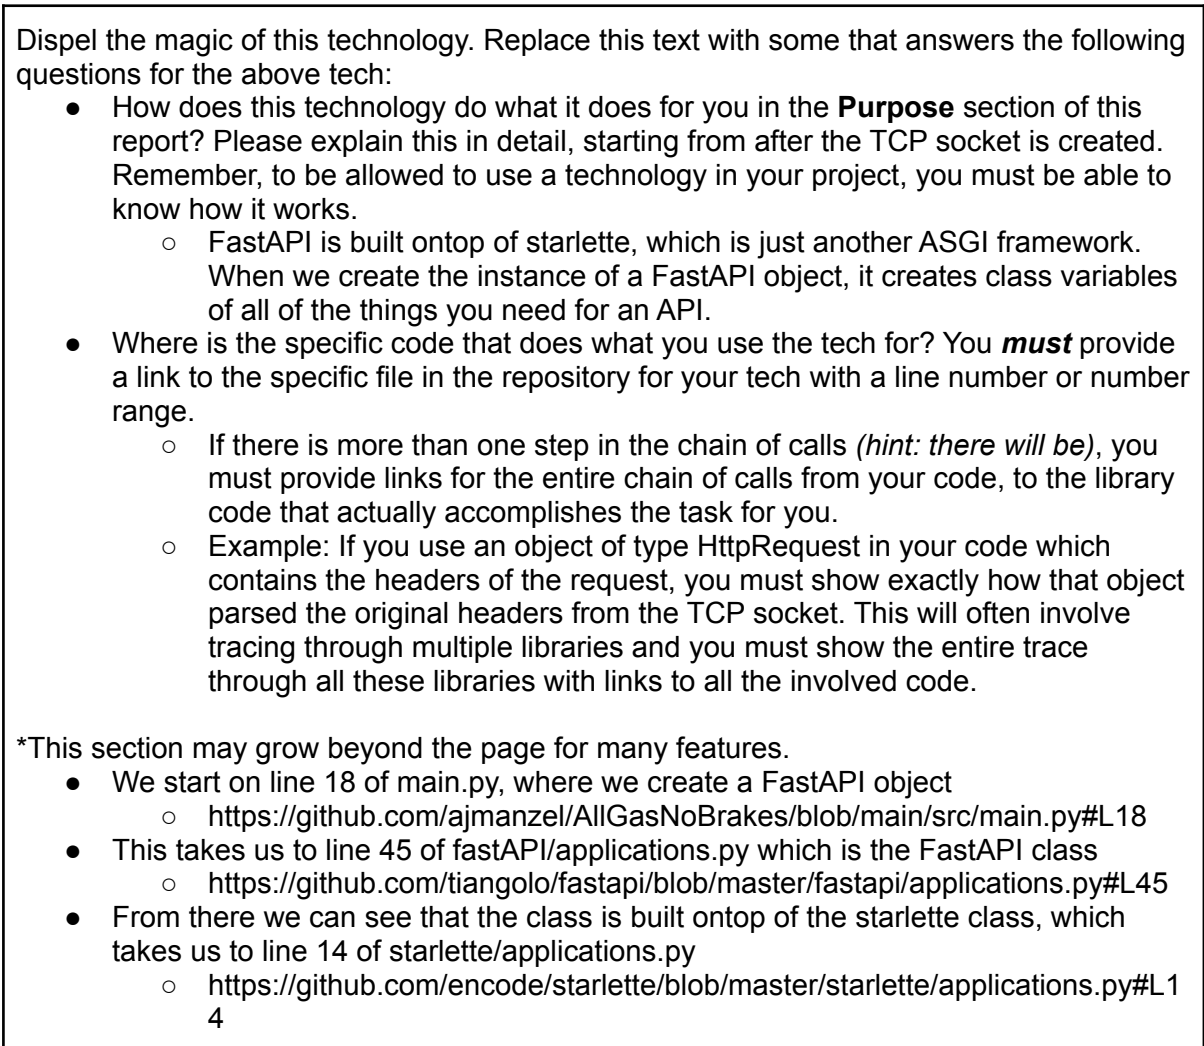 Dispel the magic of this technology. Replace this text with some that answers the following
questions for the above tech:
● How does this technology do what it does for you in the Purpose section of this
report? Please explain this in detail, starting from after the TCP socket is created.
Remember, to be allowed to use a technology in your project, you must be able to
know how it works.
○ FastAPI is built ontop of starlette, which is just another ASGI framework.
When we create the instance of a FastAPI object, it creates class variables
of all of the things you need for an API.
● Where is the specific code that does what you use the tech for? You must provide
a link to the specific file in the repository for your tech with a line number or number
range.
○ If there is more than one step in the chain of calls (hint: there will be), you
must provide links for the entire chain of calls from your code, to the library
code that actually accomplishes the task for you.
○ Example: If you use an object of type HttpRequest in your code which
contains the headers of the request, you must show exactly how that object
parsed the original headers from the TCP socket. This will often involve
tracing through multiple libraries and you must show the entire trace
through all these libraries with links to all the involved code.
*This section may grow beyond the page for many features.
● We start on line 18 of main.py, where we create a FastAPI object
○ https://github.com/ajmanzel/AllGasNoBrakes/blob/main/src/main.py#L18
● This takes us to line 45 of fastAPI/applications.py which is the FastAPI class
○ https://github.com/tiangolo/fastapi/blob/master/fastapi/applications.py#L45
● From there we can see that the class is built ontop of the starlette class, which
takes us to line 14 of starlette/applications.py
○ https://github.com/encode/starlette/blob/master/starlette/applications.py#L1
4